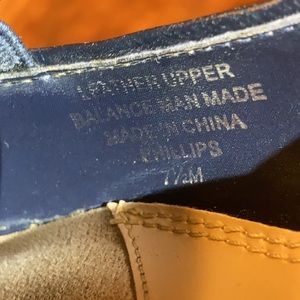 LEATHER UPPER
BALANCE MAN MADE
MADE IN CHINA
PHILLIPS
7½M